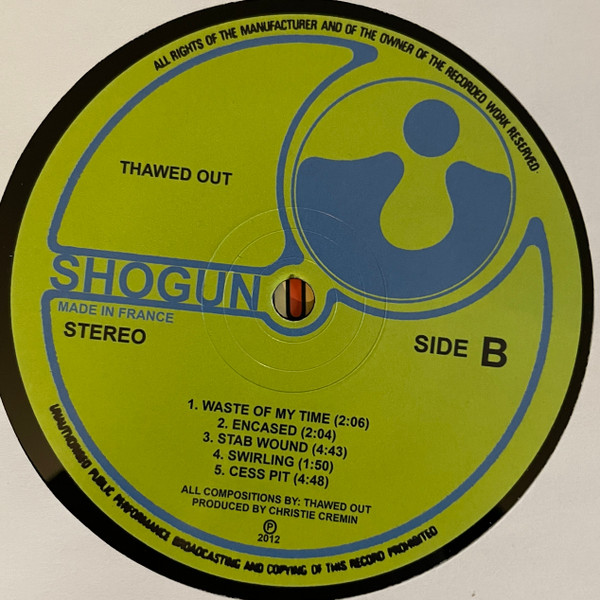 ALL RIGHTS OF THE MANUFACTURER AND OF THE OWNER OF THE RECORDED WORK RESERVED·
THAWED OUT
SHOGUN
MADE IN FRANCE
STEREO
SIDE B
1. WASTE OF MY TIME (2:06)
2. ENCASED (2:04)
3. STAB WOUND (4:43)
4. SWIRLING (1:50)
5. CESS PIT (4:48)
ALL COMPOSITIONS BY: THAWED OUT
PRODUCED BY CHRISTIE CREMIN
℗
2012
UNAUTHORISED PUBLIC PERFORMANCE BROADCASTING AND COPYING OF THIS RECORD PROHIBITED